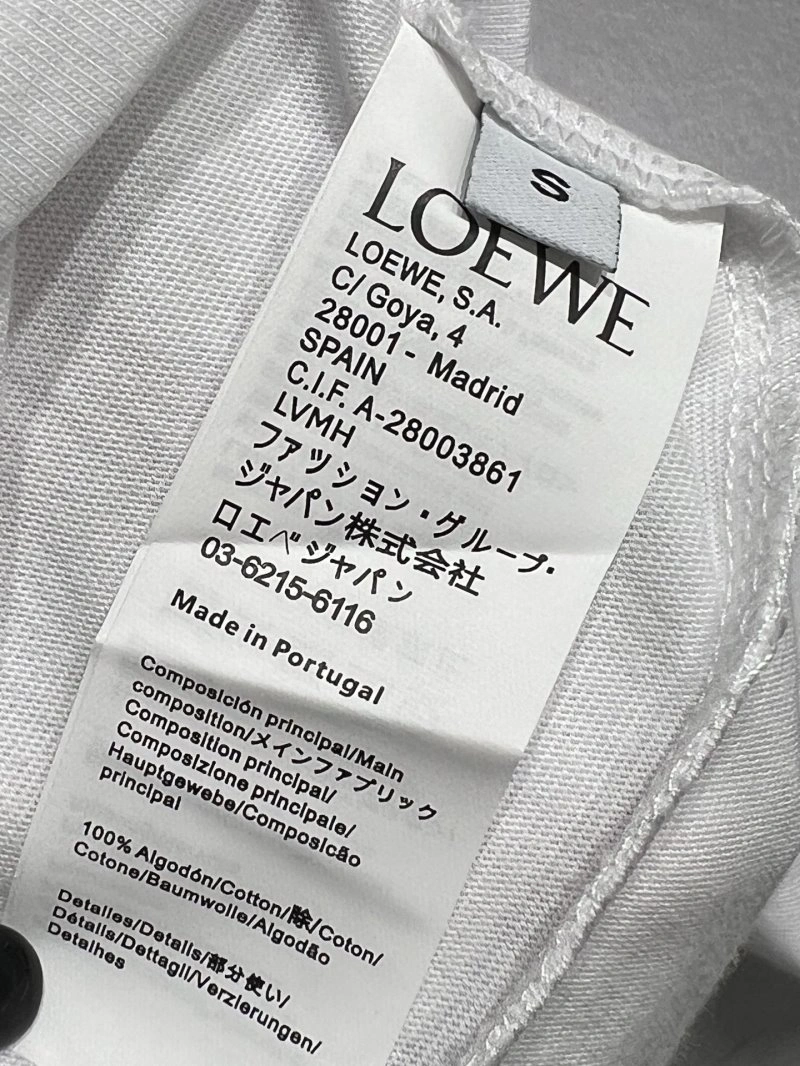 S
LOEWE
LOEWE, S.A.
C/ Goya, 4
28001 - Madrid
SPAIN
C.I.F. A-28003861
LVMH
ファッション・グループ・
ジャパン株式会社
ロエベジャパン
03-6215-6116
Made in Portugal
Composición principal/Main
composition/メインファブリック
Composition principal/
Composizione principale/
Hauptgewebe/Composicão
principal
100% Algodón/Cotton/除/Coton/
Cotone/Baumwolle/Algodão
Detalles/Details/部分使い/
Détails/Dettagli/Verzierungen/
Detalhes